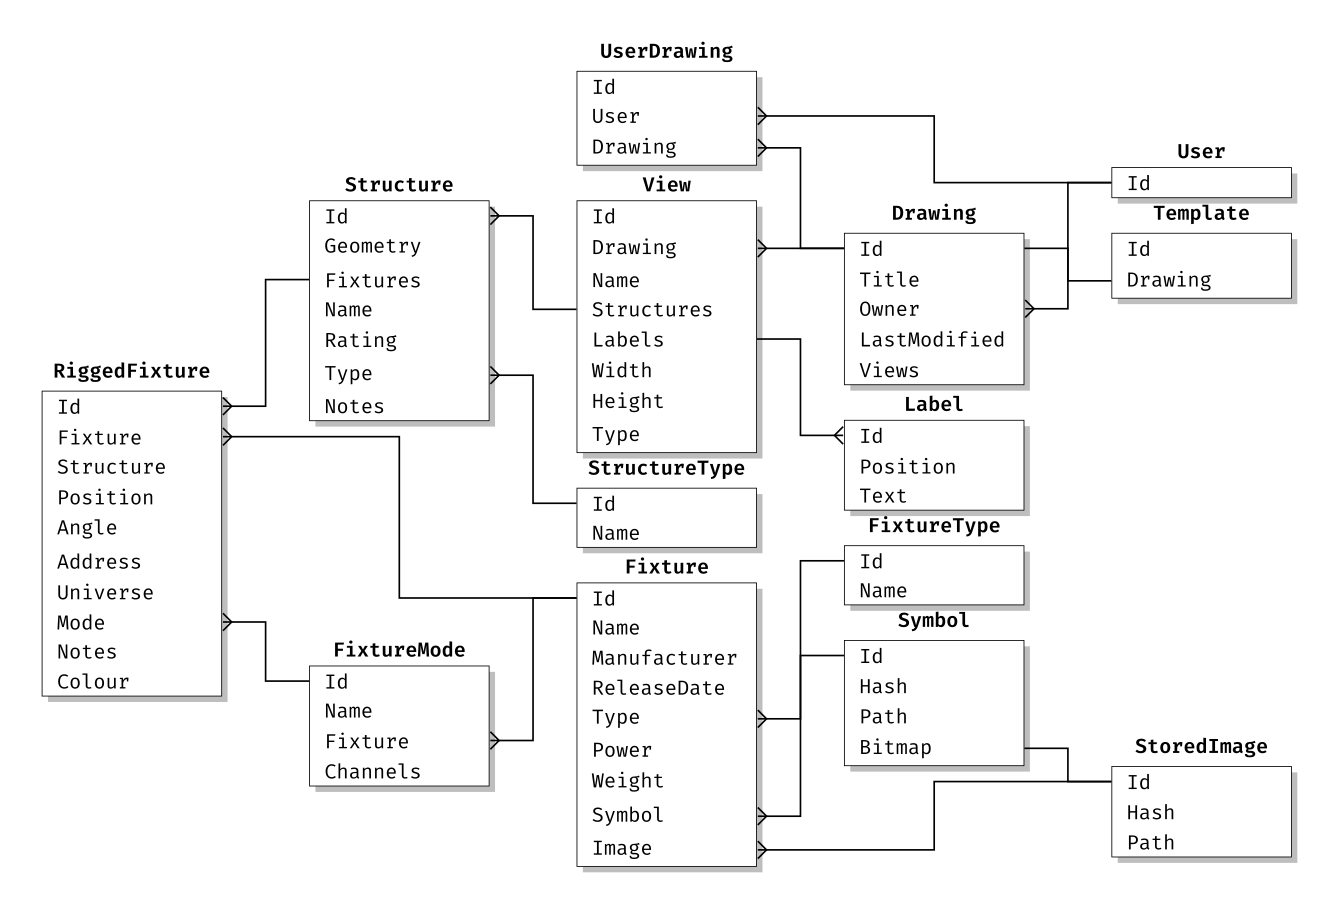 UserDrawing
Id
User
Drawing
User
Id
Structure
Id
Geometry
Fixtures
Name
Rating
Type
Notes
View
Id
Drawing
Name
Structures
Labels
Width
Height
Type
Drawing
Id
Title
Owner
LastModified
Views
Template
Id
Drawing
RiggedFixture
Id
Fixture
Structure
Position
Angle
Address
Universe
Mode
Notes
Colour
Label
Id
Position
Text
StructureType
Id
Name
FixtureType
Id
Name
Fixture
Id
Name
Manufacturer
ReleaseDate
Type
Power
Weight
Symbol
Image
Symbol
Id
Hash
Path
Bitmap
FixtureMode
Id
Name
Fixture
Channels
StoredImage
Id
Hash
Path